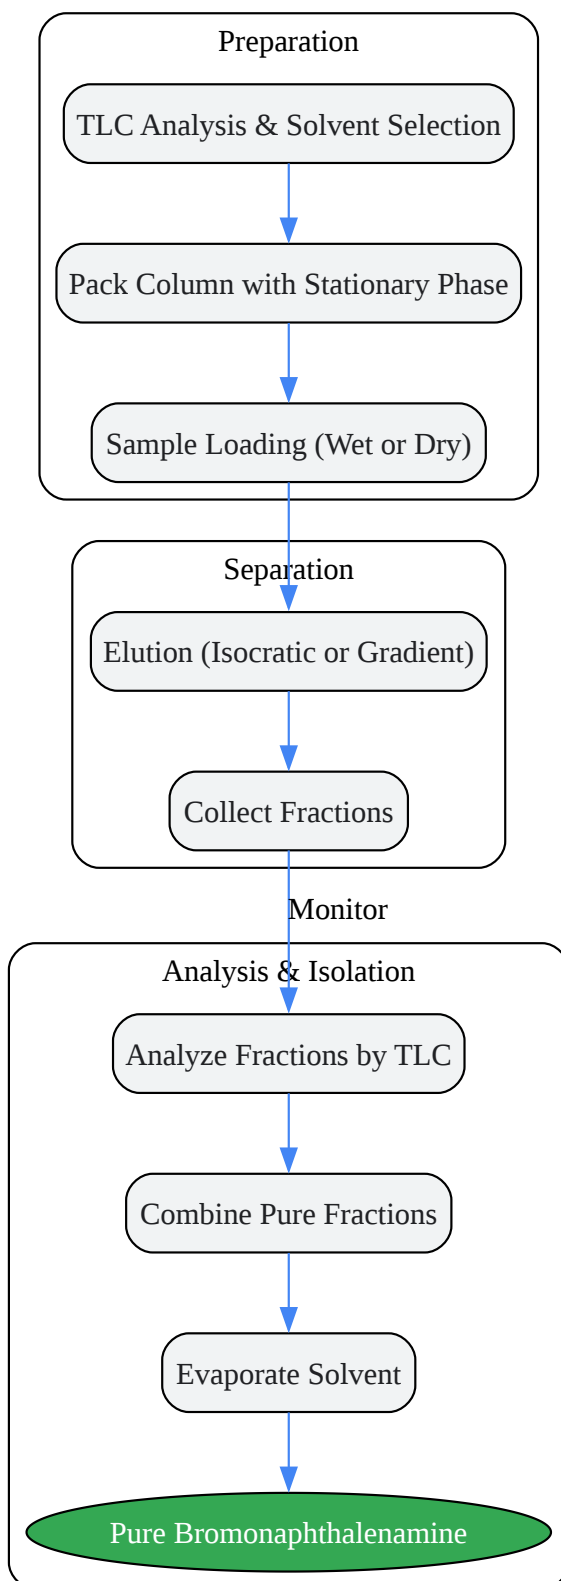 Preparation
TLC Analysis & Solvent Selection
Pack Column with Stationary Phase
Sample Loading (Wet or Dry)
Separation
Elution (Isocratic or Gradient)
Collect Fractions
Monitor
Analysis & Isolation
Analyze Fractions by TLC
Combine Pure Fractions
Evaporate Solvent
Pure Bromonaphthalenamine